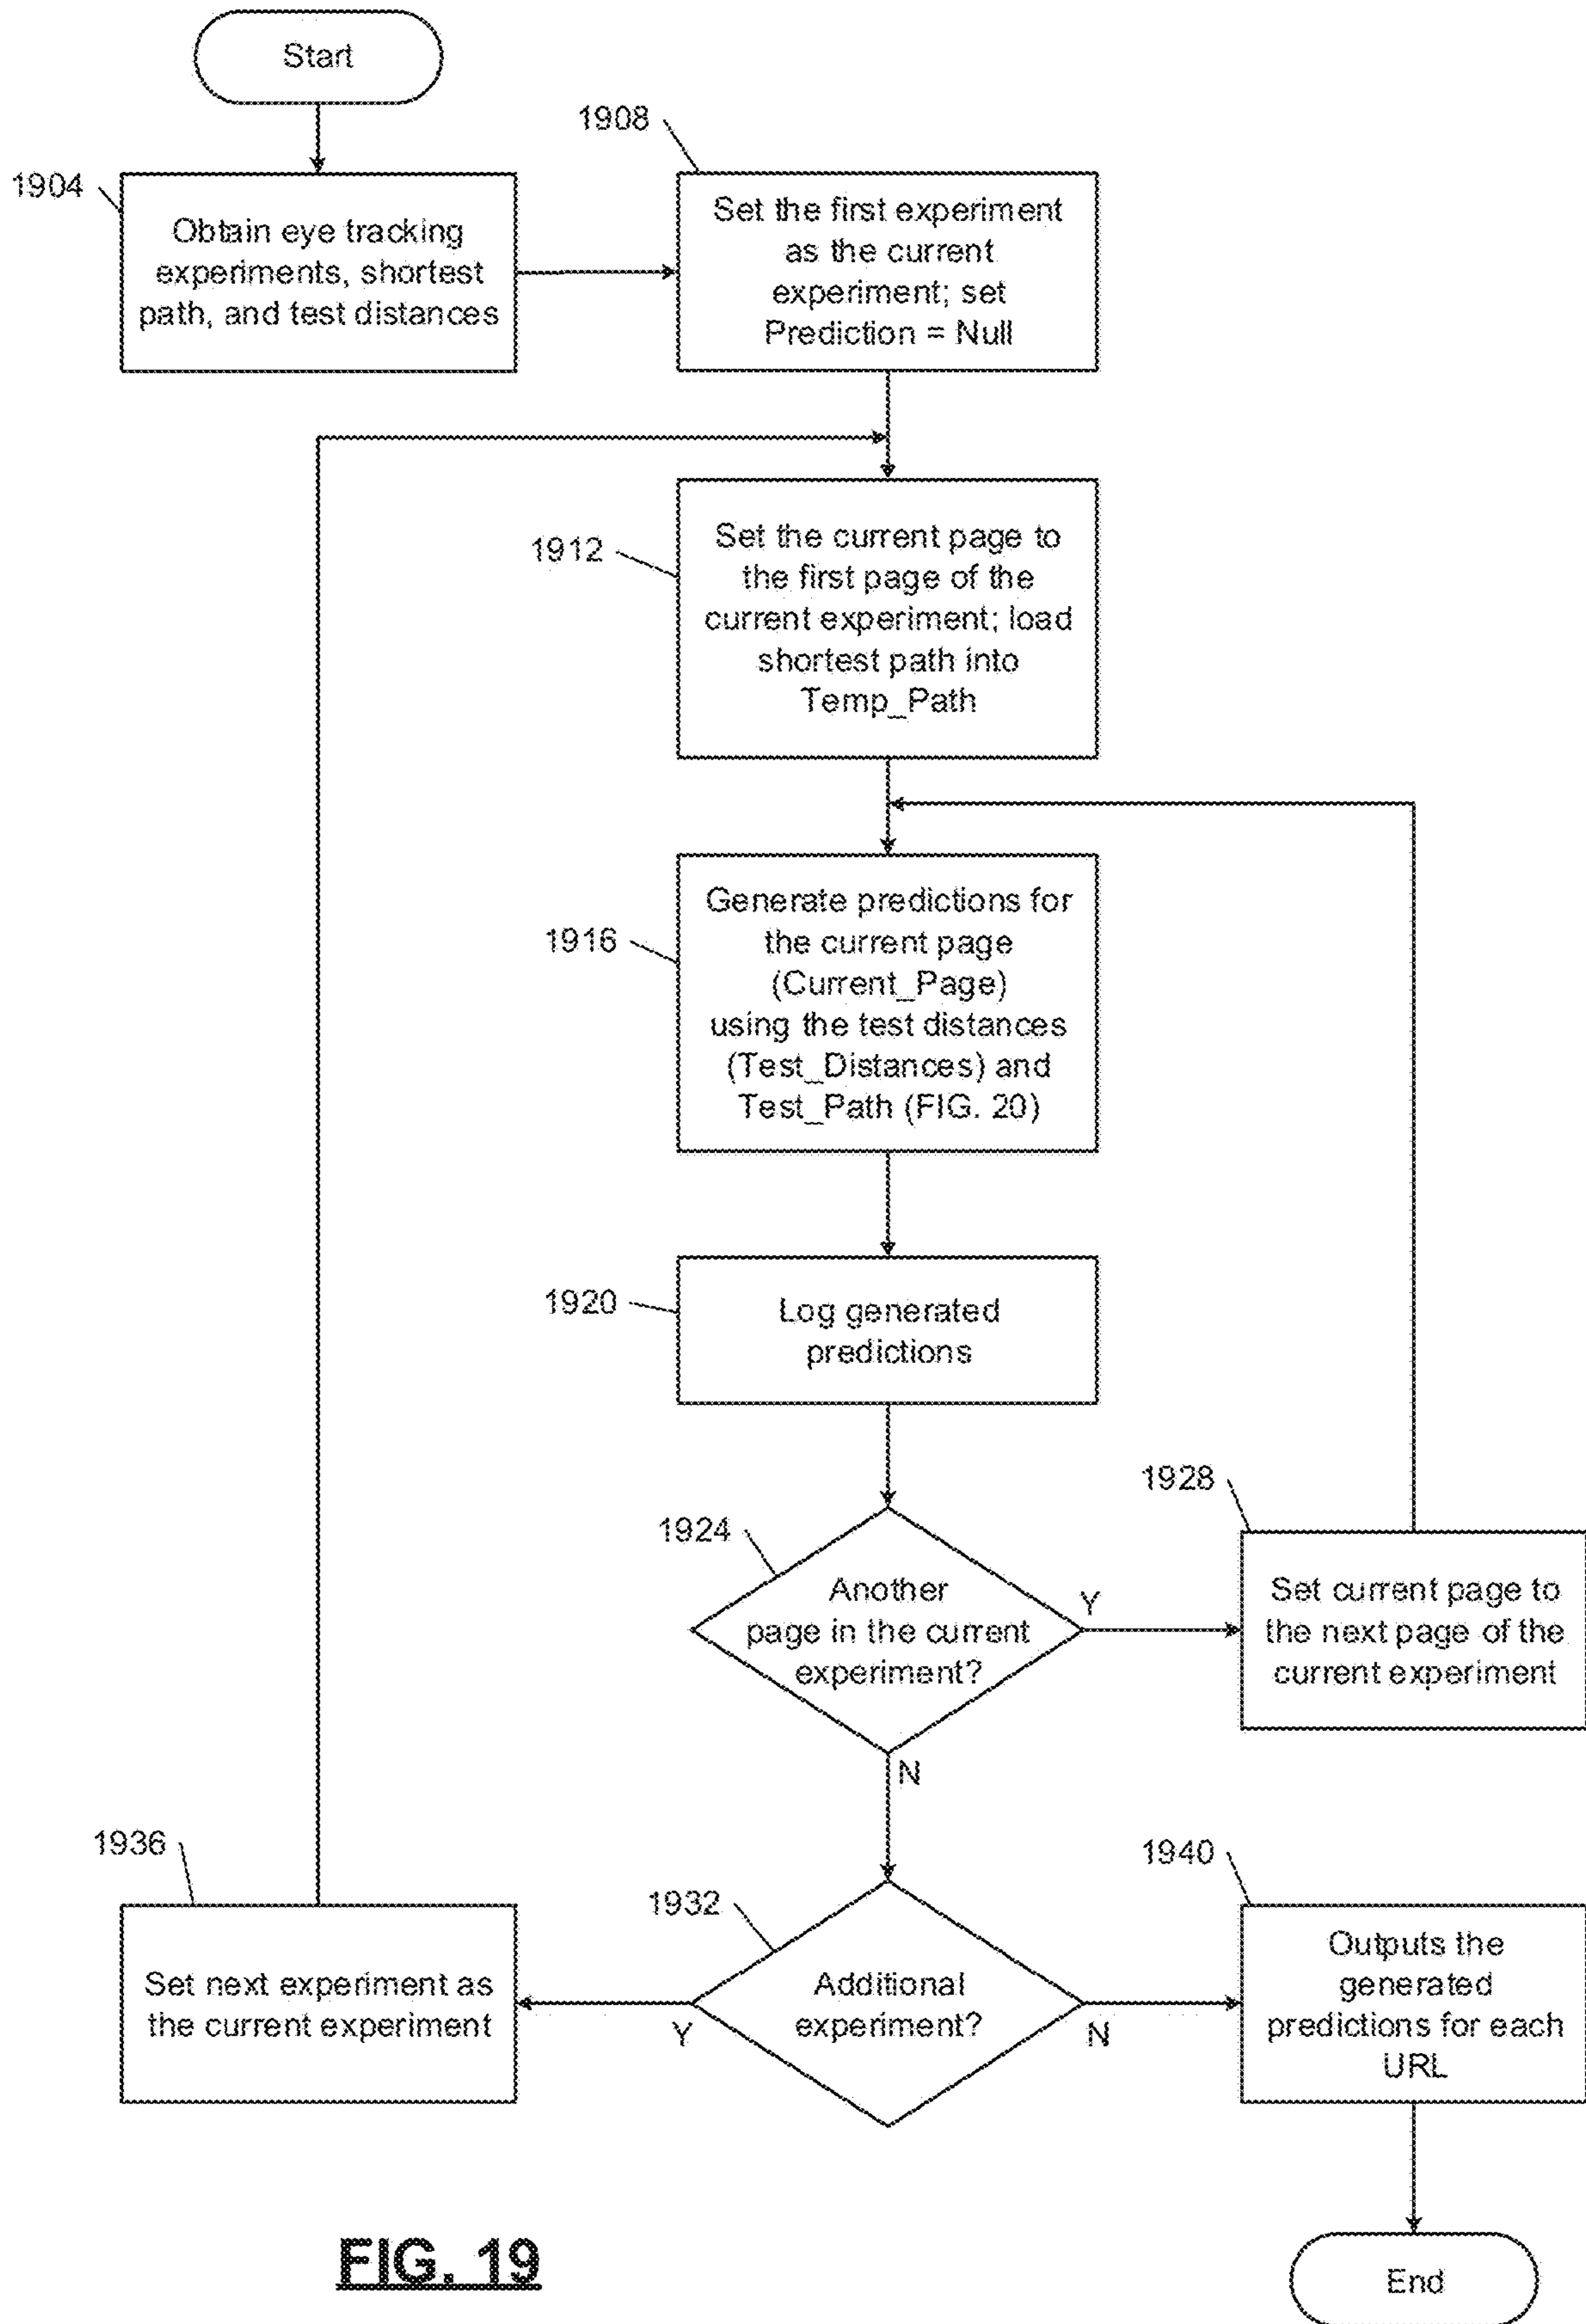 Start
1904
Obtain eye tracking
experiments, shortest
path, and test distances
1908
Set the first experiment
as the current
experiment; set
Prediction = Null
1912
Set the current page to
the first page of the
current experiment; load
shortest path into
Temp_Path
1916
Generate predictions for
the current page
(Current_Page)
using the test distances
(Test_Distances) and
Test_Path (FIG. 20)
1920
Log generated
predictions
1924
Another
page in the current
experiment?
Y
N
1928
Set current page to
the next page of the
current experiment
1932
Additional
experiment?
Y
N
1936
Set next experiment as
the current experiment
1940
Outputs the
generated
predictions for each
URL
End
FIG. 19